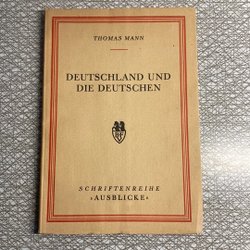 THOMAS MANN
DEUTSCHLAND UND
DIE DEUTSCHEN
SCHRIFTENREIHE
»AUSBLICKE«